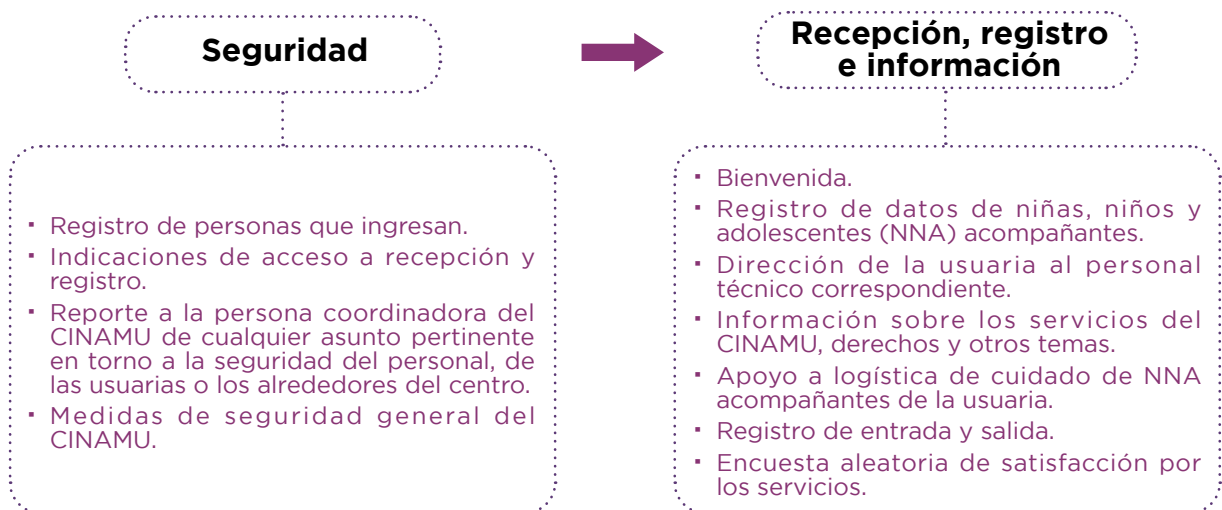 Seguridad
▪ Registro de personas que ingresan.
▪ Indicaciones de acceso a recepción y
registro.
▪ Reporte a la persona coordinadora del
CINAMU de cualquier asunto pertinente
en torno a la seguridad del personal, de
las usuarias o los alrededores del centro.
▪ Medidas de seguridad general del
CINAMU.
Recepción, registro
e información
▪ Bienvenida.
▪ Registro de datos de niñas, niños y
adolescentes (NNA) acompañantes.
▪ Dirección de la usuaria al personal
técnico correspondiente.
▪ Información sobre los servicios del
CINAMU, derechos y otros temas.
▪ Apoyo a logística de cuidado de NNA
acompañantes de la usuaria.
▪ Registro de entrada y salida.
▪ Encuesta aleatoria de satisfacción por
los servicios.